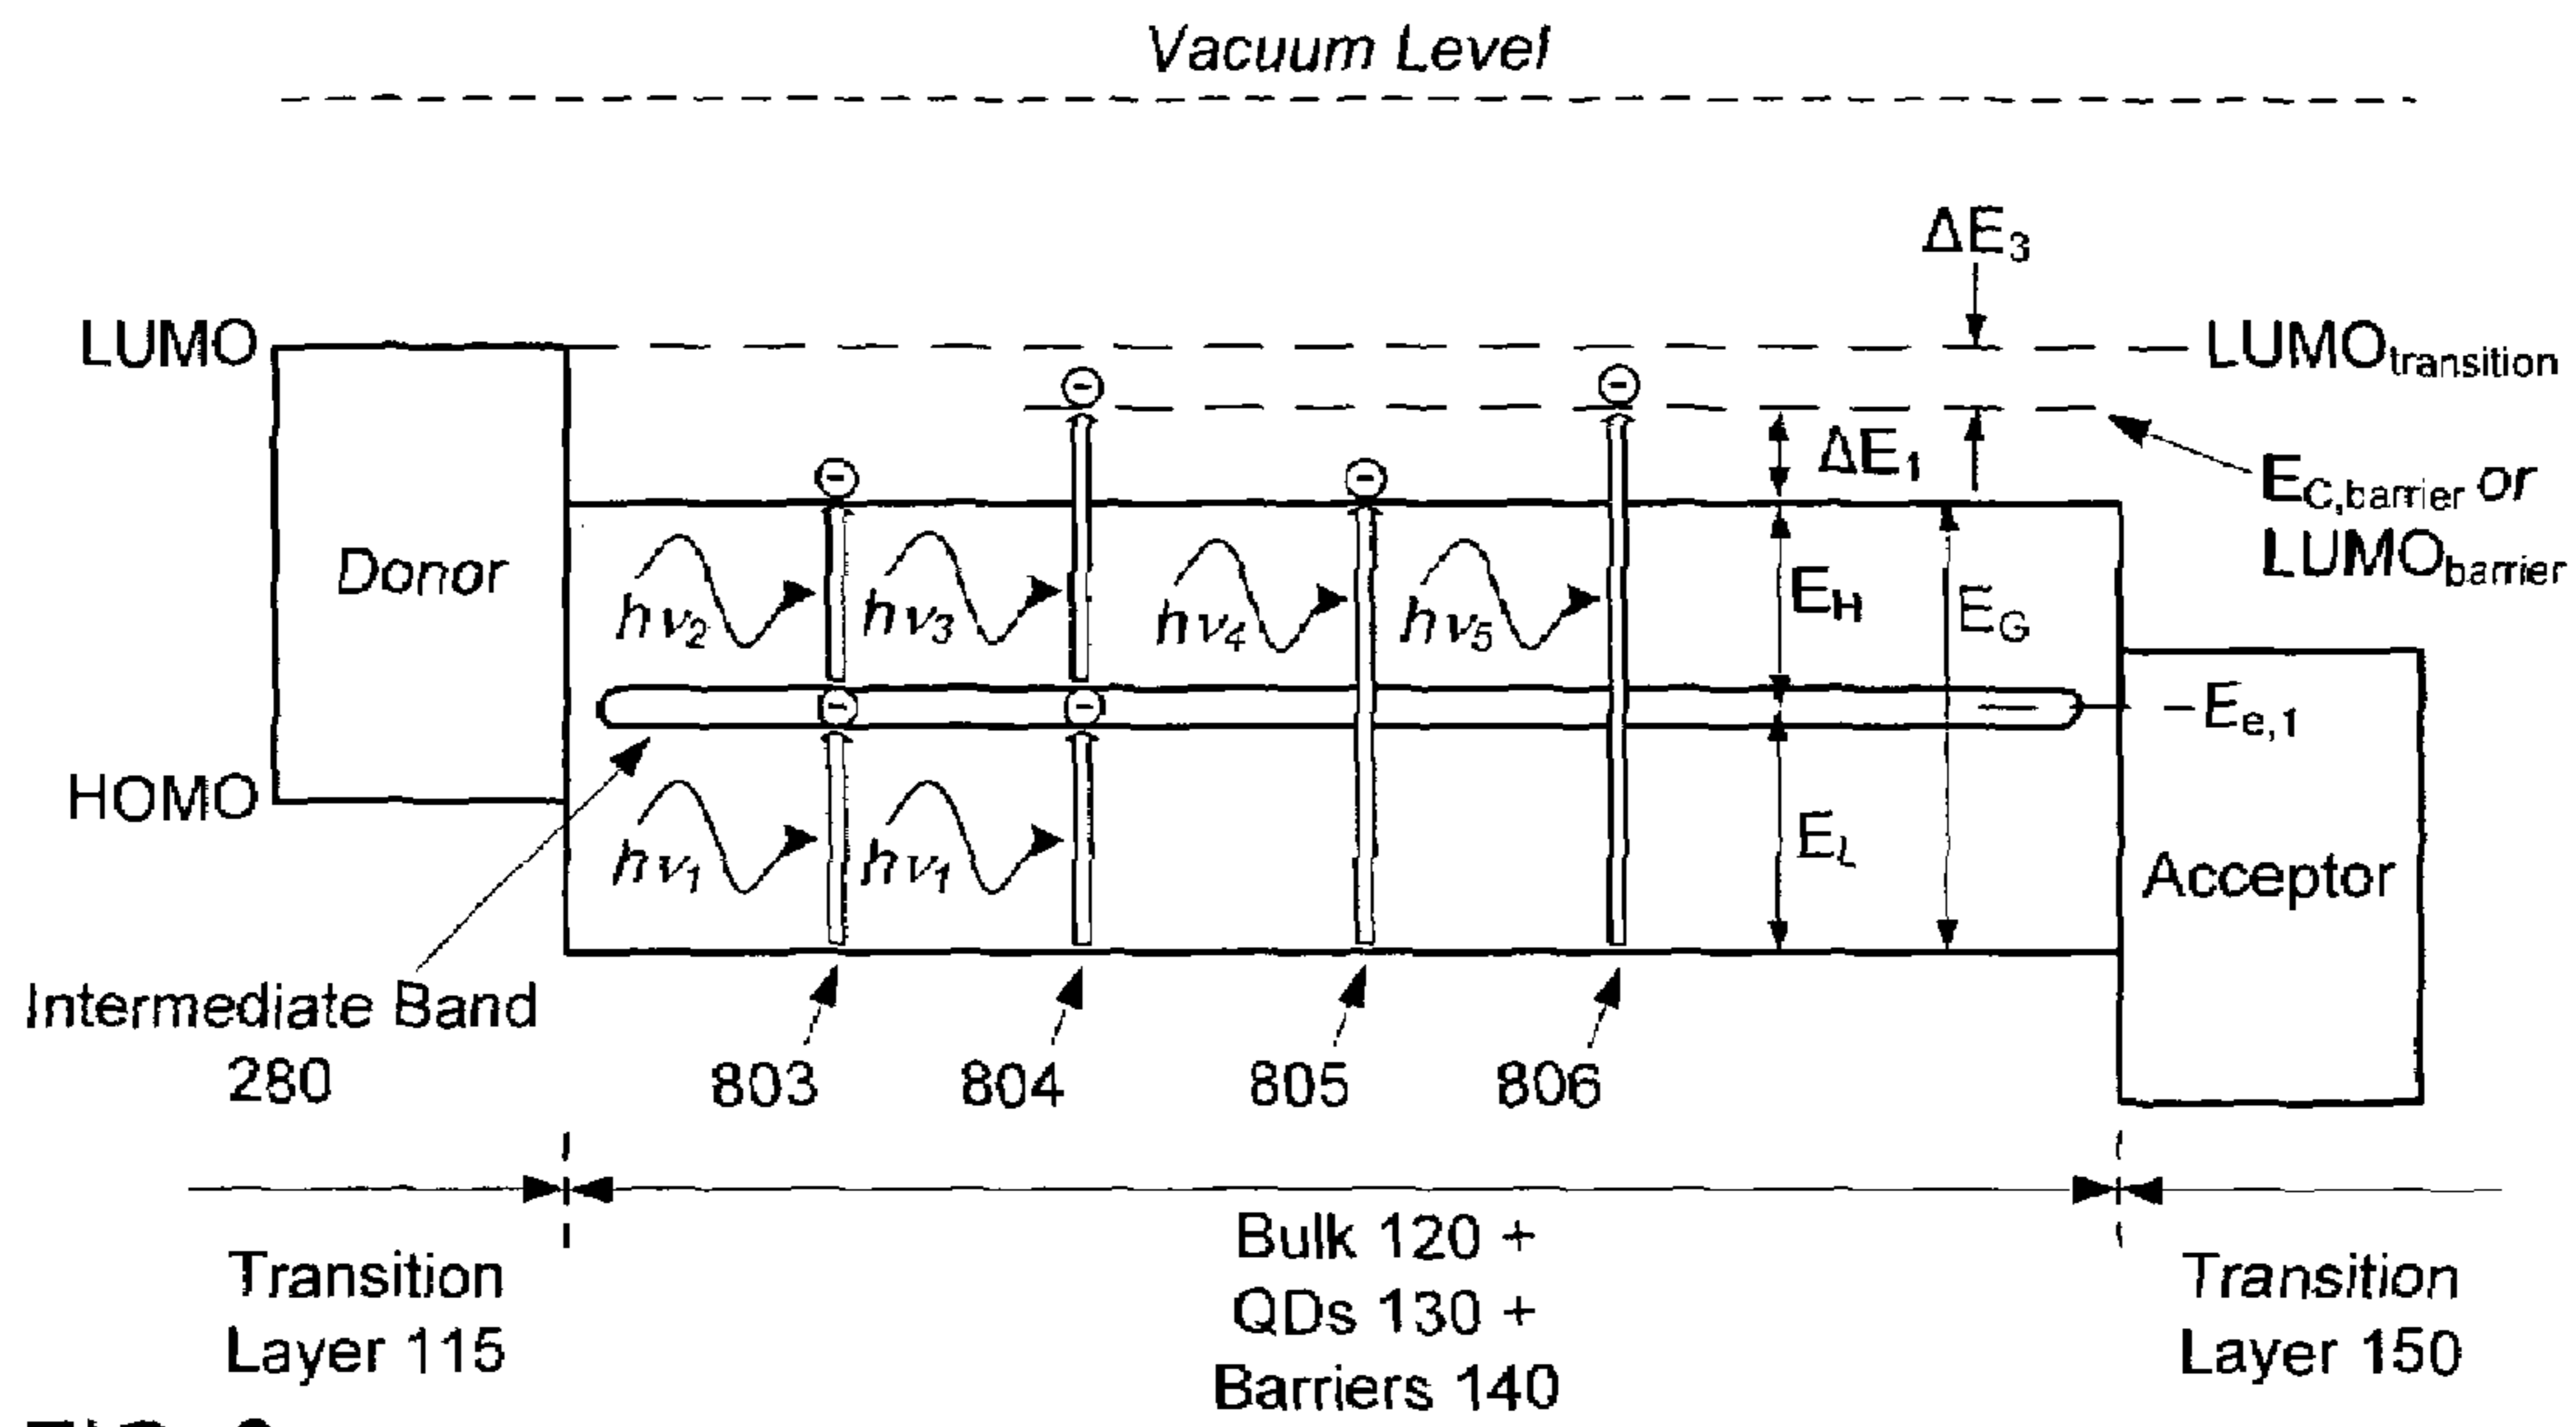 Vacuum Level
ΔE3
LUMO
LUMOtransition
ΔE1
EC,barrier or
LUMObarrier
Donor
hν2
hν3
hν4
hν5
EH
EG
Ee,1
HOMO
hν1
hν1
EL
Acceptor
Intermediate Band
280
803
804
805
806
Transition
Layer 115
Bulk 120 +
QDs 130 +
Barriers 140
Transition
Layer 150